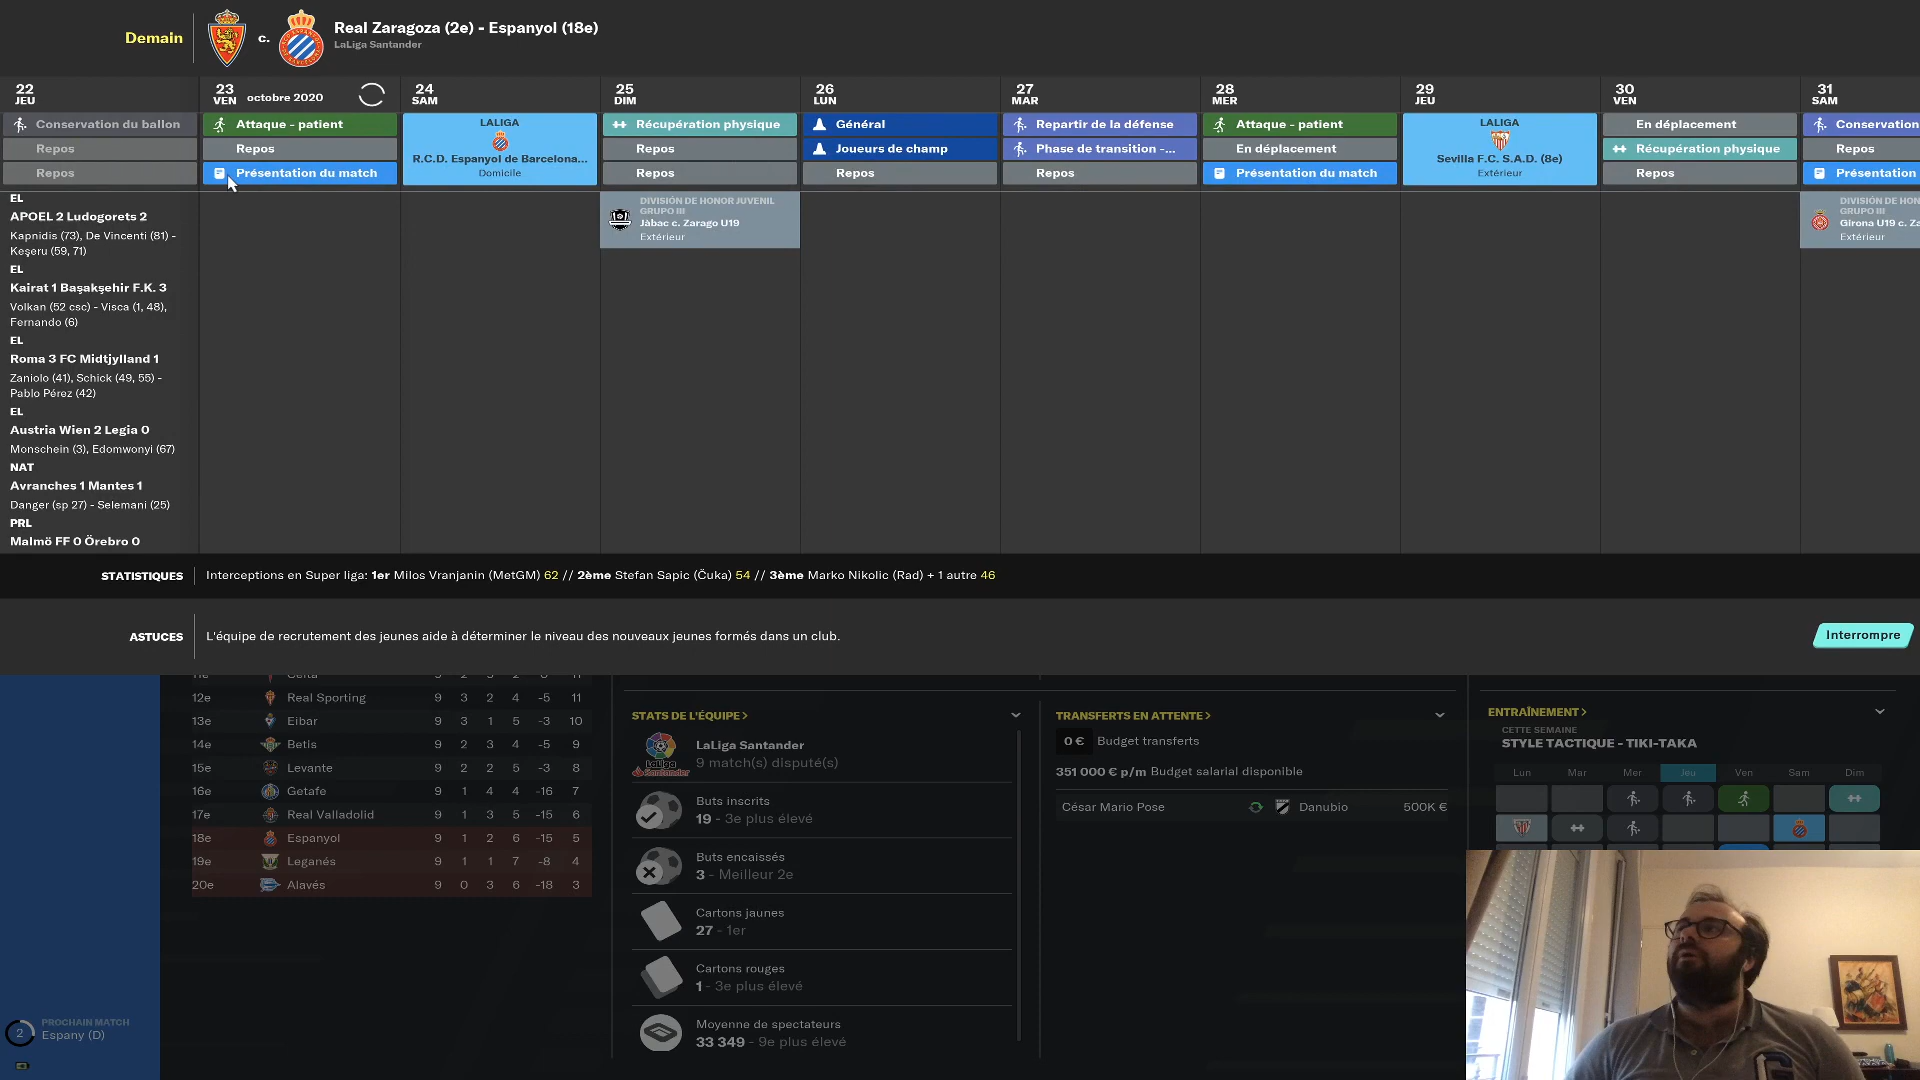 Demain
c.
Real Zaragoza (2e) - Espanyol (18e)
LaLiga Santander
22
JEU
23
VEN octobre 2020
24
SAM
25
DIM
26
LUN
27
MAR
28
MER
29
JEU
30
VEN
31
SAM
Conservation du ballon
Repos
Repos
Attaque - patient
Repos
Présentation du match
LALIGA
R.C.D. Espanyol de Barcelona...
Domicile
Récupération physique
Repos
Repos
Général
Joueurs de champ
Repos
Repartir de la défense
Phase de transition -...
Repos
Attaque - patient
En déplacement
Présentation du match
LALIGA
Sevilla F.C. S.A.D. (8e)
Extérieur
En déplacement
Récupération physique
Repos
Conservation
Repos
Présentation
EL
APOEL 2 Ludogorets 2
Kapnidis (73), De Vincenti (81) -
Keşeru (59, 71)
EL
Kairat 1 Başakşehir F.K. 3
Volkan (52 csc) - Visca (1, 48),
Fernando (6)
EL
Roma 3 FC Midtjylland 1
Zaniolo (41), Schick (49, 55) -
Pablo Pérez (42)
EL
Austria Wien 2 Legia 0
Monschein (3), Edomwonyi (67)
NAT
Avranches 1 Mantes 1
Danger (sp 27) - Selemani (25)
PRL
Malmö FF 0 Örebro 0
DIVISIÓN DE HONOR JUVENIL
GRUPO III
Jàbac c. Zarago U19
Extérieur
DIVISIÓN DE HON
GRUPO III
Girona U19 c. Za
Extérieur
STATISTIQUES
Interceptions en Super liga: 1er Milos Vranjanin (MetGM) 62 // 2ème Stefan Sapic (Čuka) 54 // 3ème Marko Nikolic (Rad) + 1 autre 46
ASTUCES
L'équipe de recrutement des jeunes aide à déterminer le niveau des nouveaux jeunes formés dans un club.
Interrompre
12e Real Sporting 9 3 2 4 -5 11
13e Eibar 9 3 1 5 -3 10
14e Betis 9 2 3 4 -5 9
15e Levante 9 2 2 5 -3 8
16e Getafe 9 1 4 4 -16 7
17e Real Valladolid 9 1 3 5 -15 6
18e Espanyol 9 1 2 6 -15 5
19e Leganés 9 1 1 7 -8 4
20e Alavés 9 0 3 6 -18 3
PROCHAIN MATCH
2 Espany (D)
STATS DE L'ÉQUIPE >
LaLiga Santander
9 match(s) disputé(s)
Buts inscrits
19 - 3e plus élevé
Buts encaissés
3 - Meilleur 2e
Cartons jaunes
27 - 1er
Cartons rouges
1 - 3e plus élevé
Moyenne de spectateurs
33 349 - 9e plus élevé
TRANSFERTS EN ATTENTE >
0 € Budget transferts
351 000 € p/m Budget salarial disponible
César Mario Pose Danubio 500K €
ENTRAÎNEMENT >
CETTE SEMAINE
STYLE TACTIQUE - TIKI-TAKA
Lun Mar Mer Jeu Ven Sam Dim